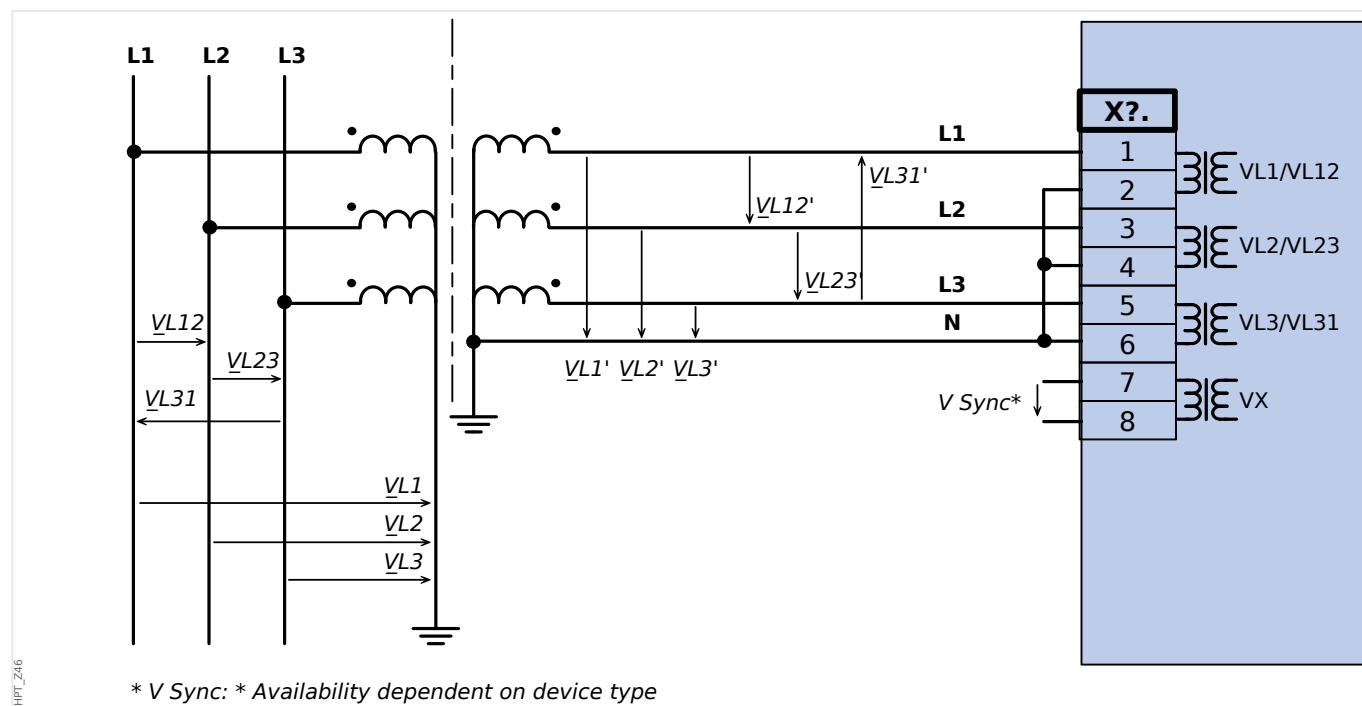 L1 L2 L3
X?.
L1
1
VL1/VL12
VL31'
2
VL12'
L2
3
VL2/VL23
4
VL23'
L3
5
VL3/VL31
N
6
VL12
VL23
VL1' VL2' VL3'
7
VL31
V Sync*
VX
8
VL1
VL2
VL3
HPT_Z46
* V Sync: * Availability dependent on device type